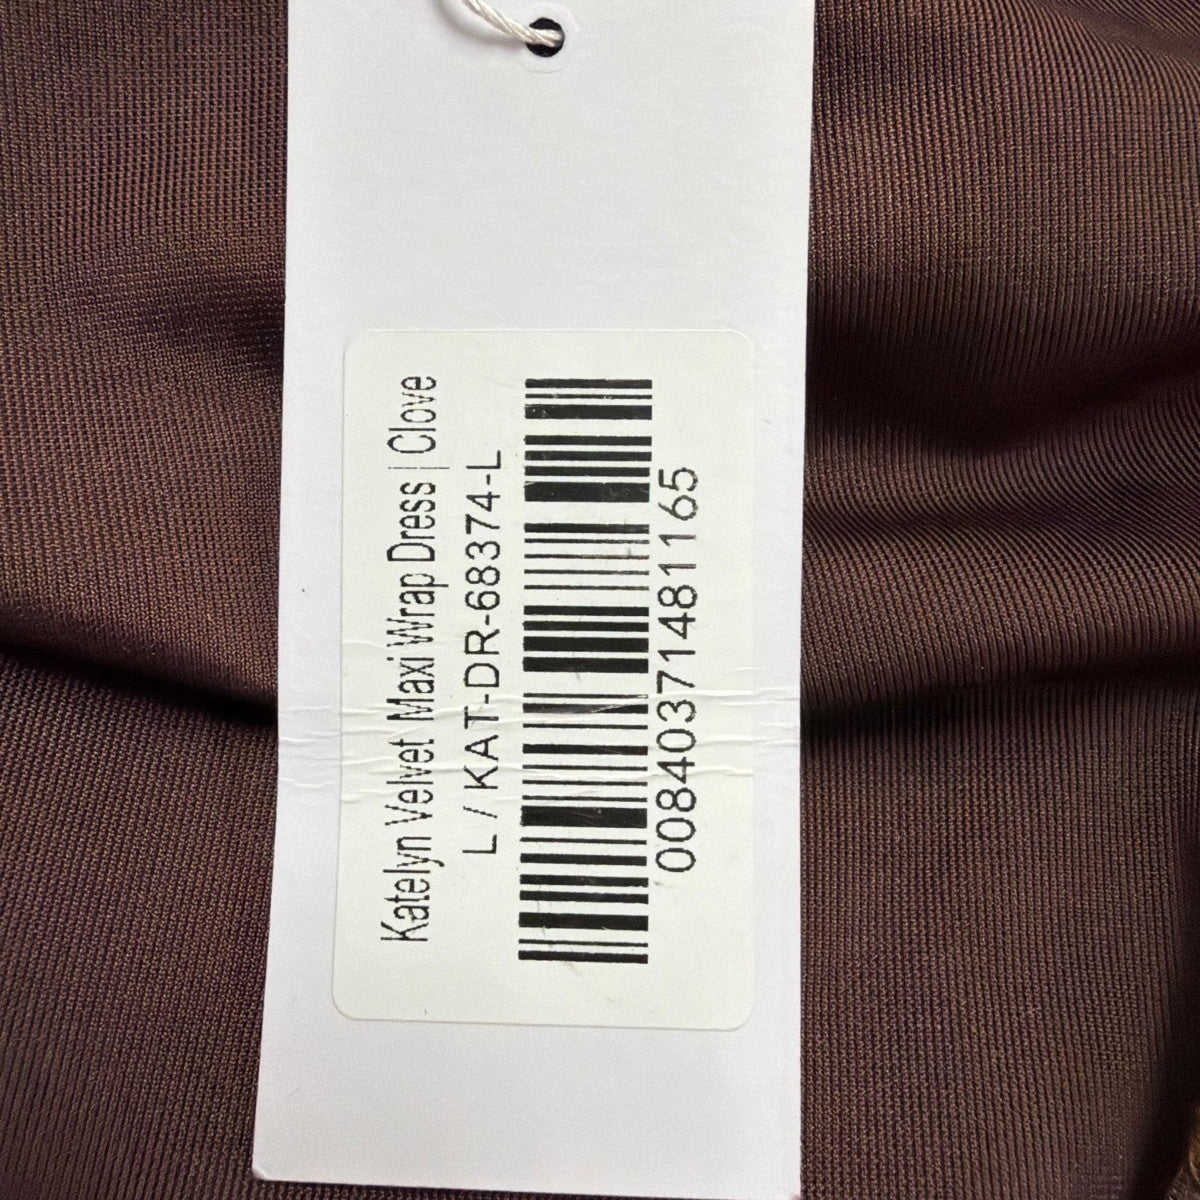 Katelyn Velvet Maxi Wrap Dress | Clove
L / KAT-DR-68374-L
00840371481165